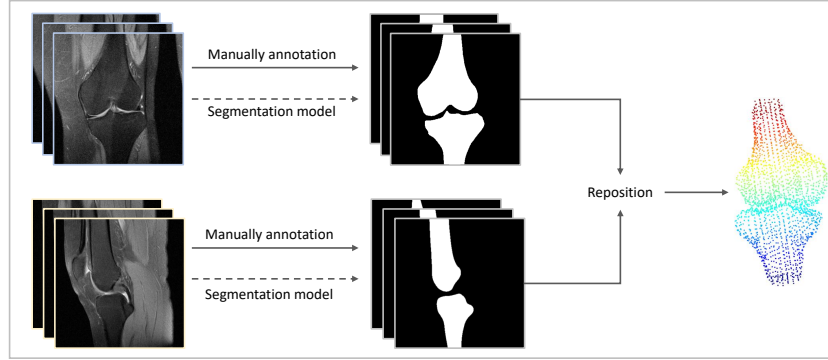 Manually annotation
Segmentation model
Reposition
Manually annotation
Segmentation model